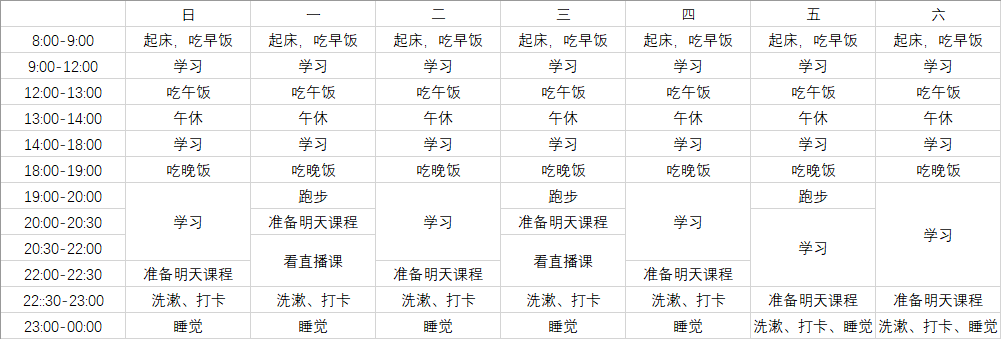 日 一 二 三 四 五 六
8:00-9:00 起床，吃早饭 起床，吃早饭 起床，吃早饭 起床，吃早饭 起床，吃早饭 起床，吃早饭 起床，吃早饭
9:00-12:00 学习 学习 学习 学习 学习 学习 学习
12:00-13:00 吃午饭 吃午饭 吃午饭 吃午饭 吃午饭 吃午饭 吃午饭
13:00-14:00 午休 午休 午休 午休 午休 午休 午休
14:00-18:00 学习 学习 学习 学习 学习 学习 学习
18:00-19:00 吃晚饭 吃晚饭 吃晚饭 吃晚饭 吃晚饭 吃晚饭 吃晚饭
19:00-20:00 跑步 跑步 跑步
20:00-20:30 学习 准备明天课程 学习 准备明天课程 学习 学习
20:30-22:00 看直播课 看直播课 学习
22:00-22:30 准备明天课程 准备明天课程 准备明天课程
22:30-23:00 洗漱、打卡 洗漱、打卡 洗漱、打卡 洗漱、打卡 洗漱、打卡 准备明天课程 准备明天课程
23:00-00:00 睡觉 睡觉 睡觉 睡觉 睡觉 洗漱、打卡、睡觉 洗漱、打卡、睡觉